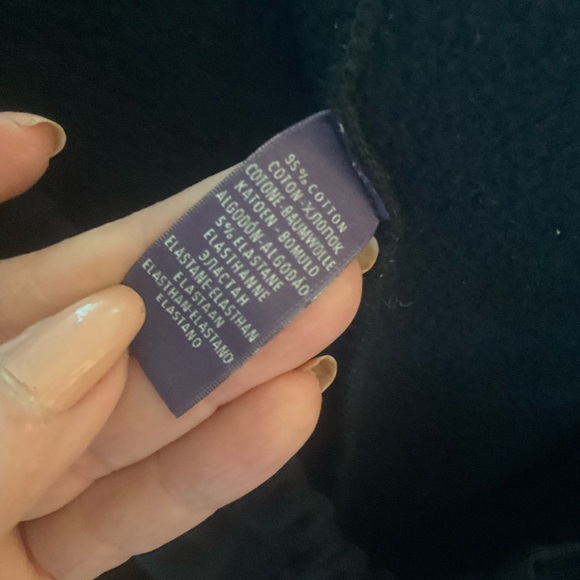 95% COTTON
COTON-ХЛОПОК
COTONE-BAUMWOLLE
KATOEN-BOMULD
ALGODÓN-ALGODÃO
5% ELASTANE
ELASTHANNE
ЭЛАСТАН
ELASTANE-ELASTHAN
ELASTAAN
ELASTHAN-ELASTANO
ELASTANO